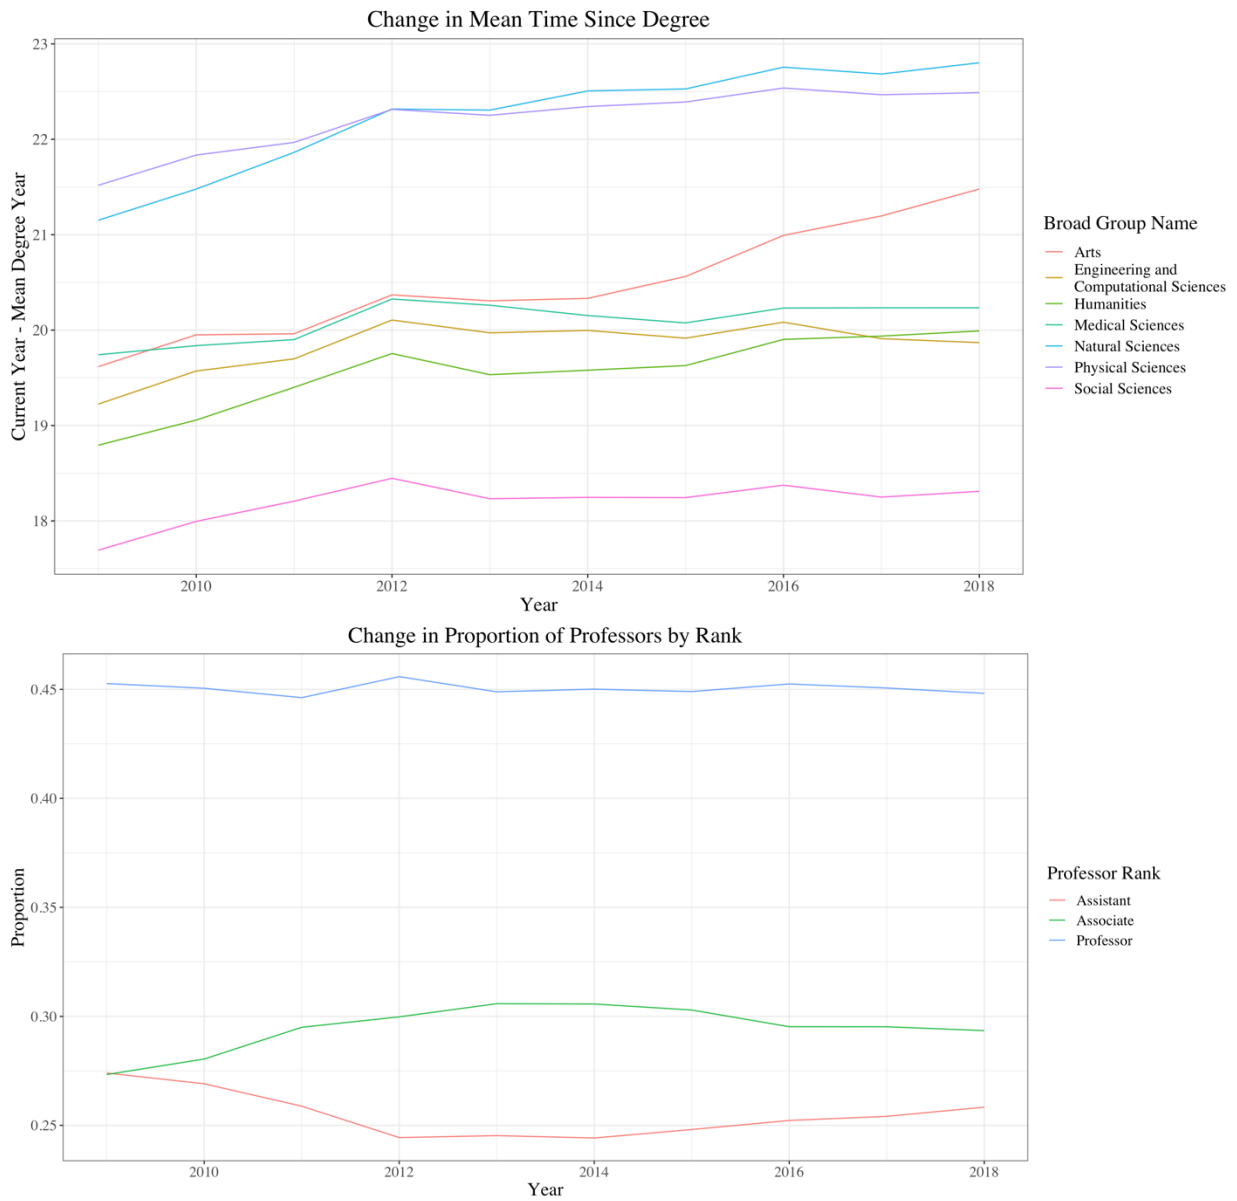 Change in Mean Time Since Degree
23
22
21
20
19
18
Current Year - Mean Degree Year
2010
2012
2014
2016
2018
Year
Broad Group Name
Arts
Engineering and
Computational Sciences
Humanities
Medical Sciences
Natural Sciences
Physical Sciences
Social Sciences
Change in Proportion of Professors by Rank
0.45
0.40
0.35
0.30
0.25
Proportion
2010
2012
2014
2016
2018
Year
Professor Rank
Assistant
Associate
Professor